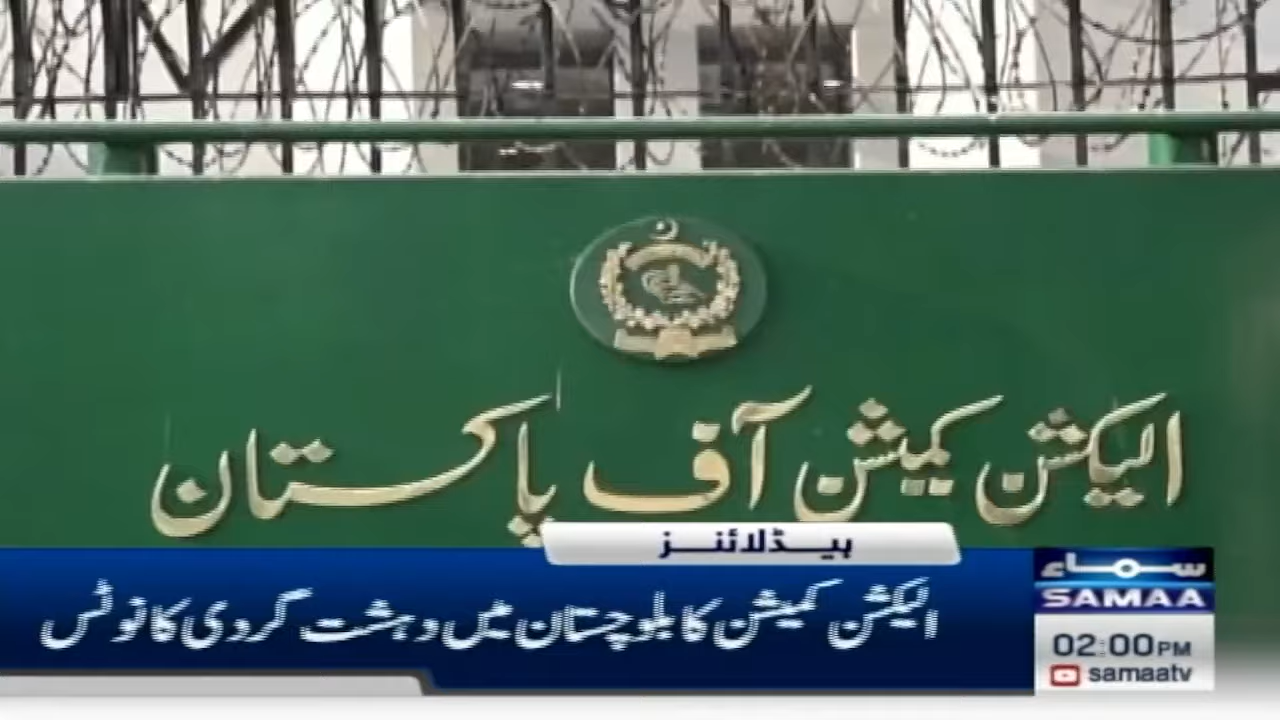 الیکشن کمیشن آف پاکستان
ہیڈلائنز
الیکشن کمیشن کا بلوچستان میں دہشت گردی کا نوٹس
سماء
SAMAA
02:00PM
samaatv